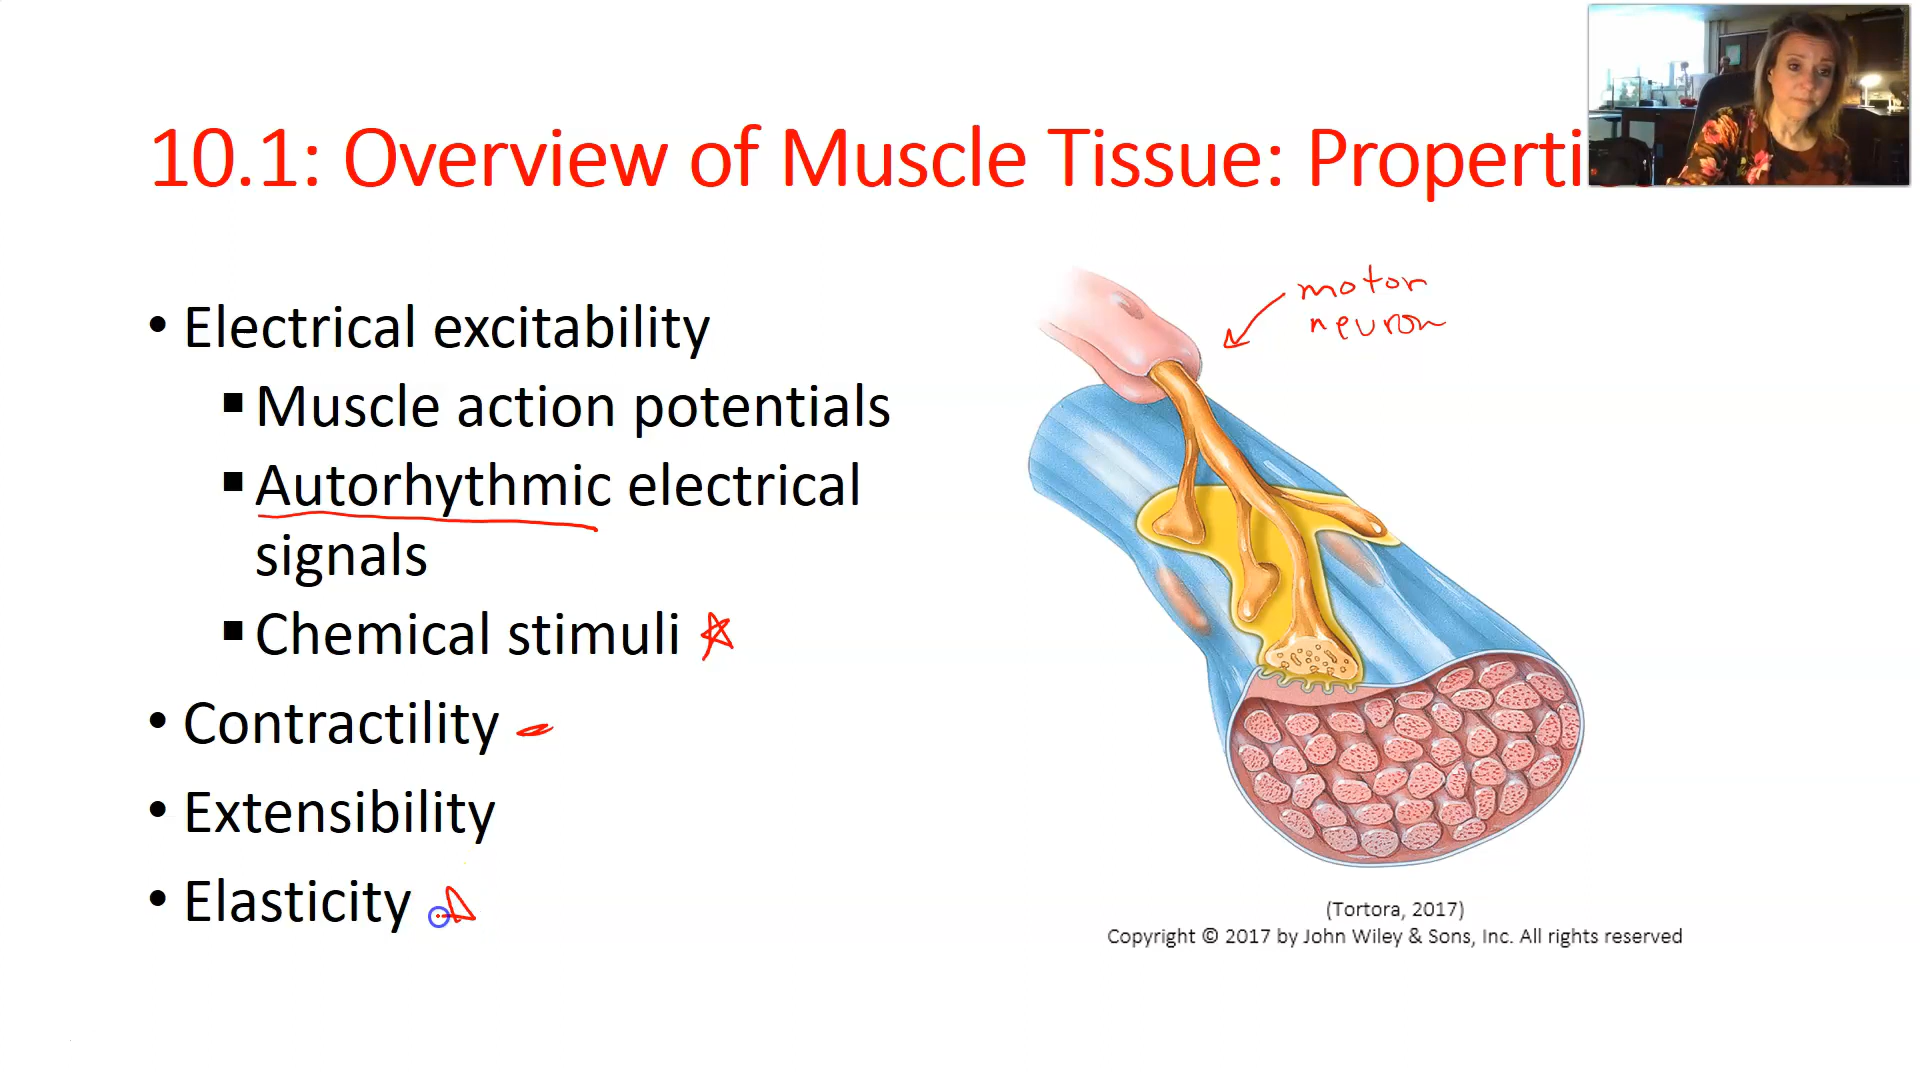 10.1: Overview of Muscle Tissue: Properti
• Electrical excitability
▪ Muscle action potentials
▪ Autorhythmic electrical
signals
▪ Chemical stimuli
• Contractility
• Extensibility
• Elasticity
motor
neuron
(Tortora, 2017)
Copyright © 2017 by John Wiley & Sons, Inc. All rights reserved